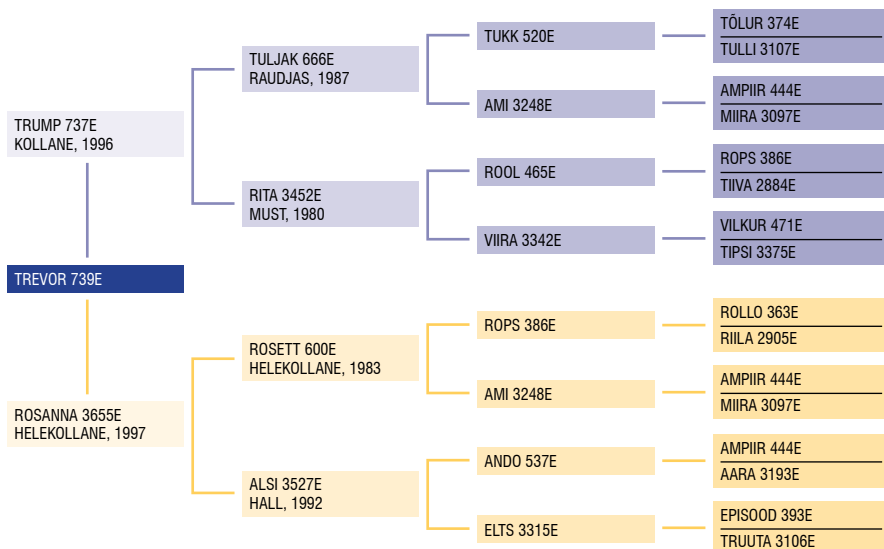 TRUMP 737E
KOLLANE, 1996
TREVOR 739E
ROSANNA 3655E
HELEKOLLANE, 1997
TULJAK 666E
RAUDJAS, 1987
RITA 3452E
MUST, 1980
ROSETT 600E
HELEKOLLANE, 1983
ALSI 3527E
HALL, 1992
TUKK 520E
AMI 3248E
ROOL 465E
VIIRA 3342E
ROPS 386E
AMI 3248E
ANDO 537E
ELTS 3315E
TÕLUR 374E
TULLI 3107E
AMPIIR 444E
MIIRA 3097E
ROPS 386E
TIIVA 2884E
VILKUR 471E
TIPSI 3375E
ROLLO 363E
RIILA 2905E
AMPIIR 444E
MIIRA 3097E
AMPIIR 444E
AARA 3193E
EPISOOD 393E
TRUUTA 3106E